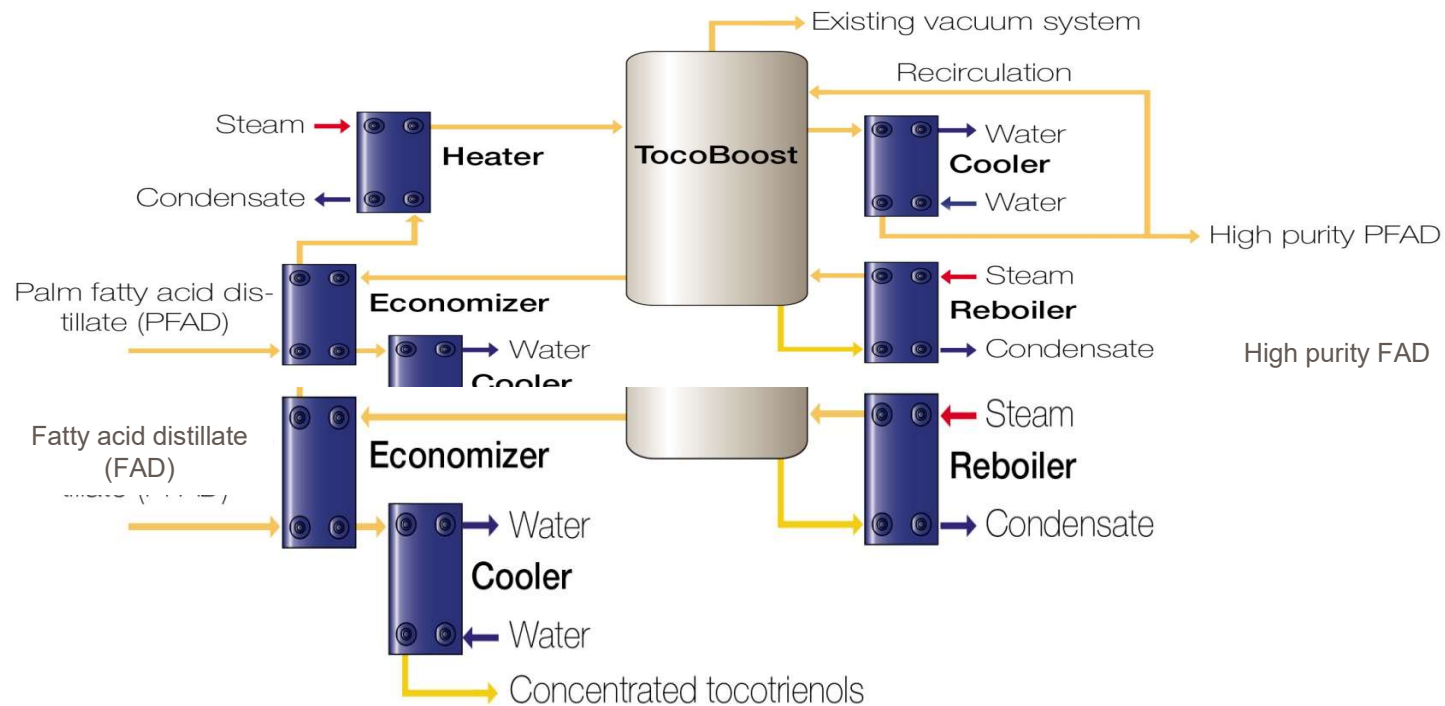 Existing vacuum system
Recirculation
Steam
Heater
Condensate
TocoBoost
Water
Cooler
Water
High purity PFAD
Palm fatty acid dis-
tillate (PFAD)
Economizer
Steam
Reboiler
Condensate
Water
Cooler
High purity FAD
Fatty acid distillate
(FAD)
Economizer
Steam
Reboiler
Condensate
Water
Cooler
Water
Concentrated tocotrienols